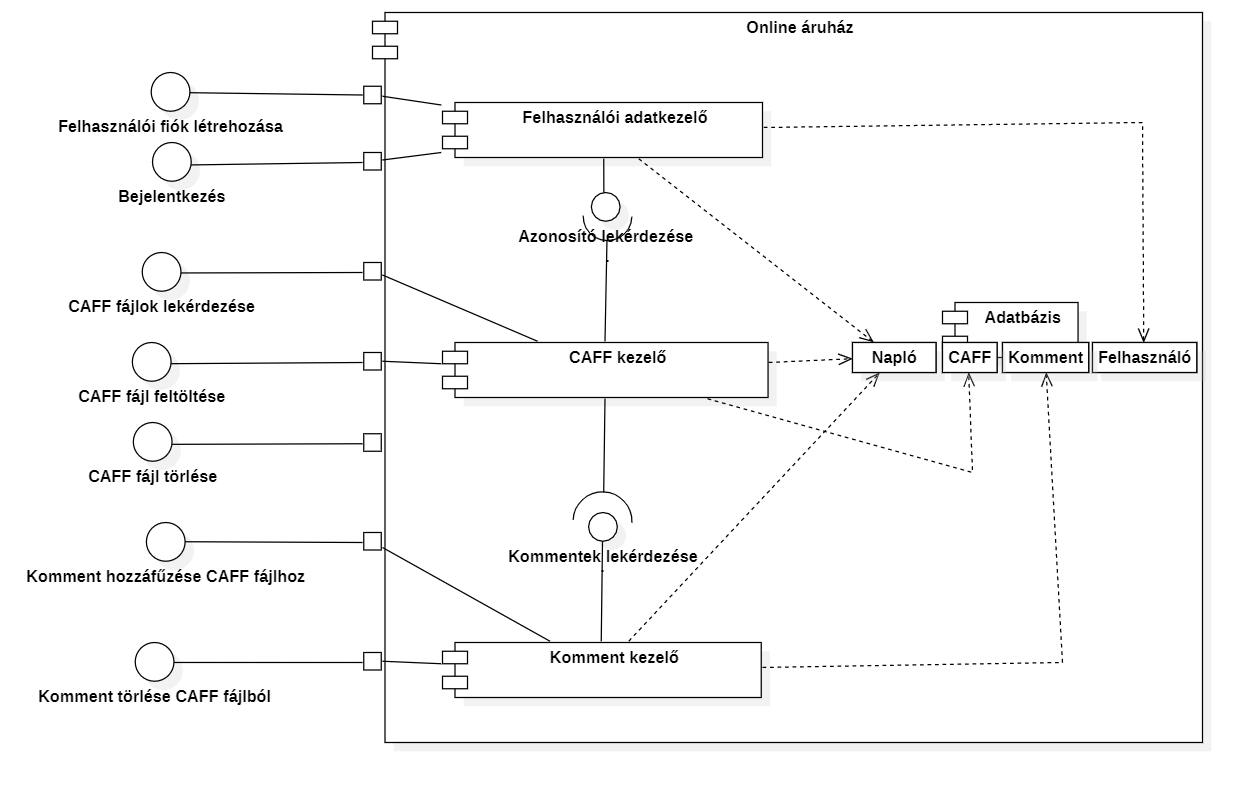 Online áruház
Felhasználói fiók létrehozása
Felhasználói adatkezelő
Bejelentkezés
Azonosító lekérdezése
CAFF fájlok lekérdezése
Adatbázis
CAFF kezelő
Napló
CAFF
Komment
Felhasználó
CAFF fájl feltöltése
CAFF fájl törlése
Kommentek lekérdezése
Komment hozzáfűzése CAFF fájlhoz
Komment kezelő
Komment törlése CAFF fájlból